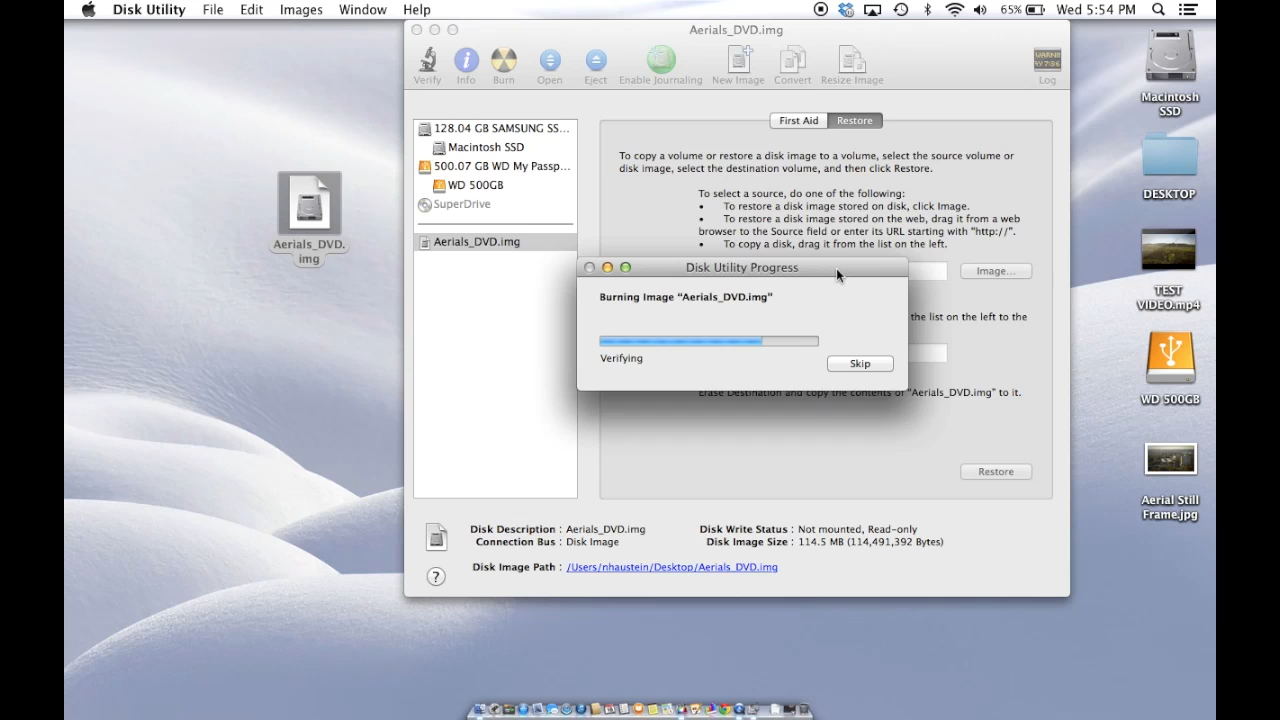 Disk Utility File Edit Images Window Help 65% Wed 5:54 PM
Aerials_DVD.img
Verify Info Burn Open Eject Enable Journaling New Image Convert Resize Image Log
WARNI
RY 7:36
First Aid Restore
128.04 GB SAMSUNG SS...
Macintosh SSD
500.07 GB WD My Passp...
WD 500GB
SuperDrive
Aerials_DVD.img
To copy a volume or restore a disk image to a volume, select the source volume or
disk image, select the destination volume, and then click Restore.
To select a source, do one of the following:
• To restore a disk image stored on disk, click Image.
• To restore a disk image stored on the web, drag it from a web
browser to the Source field or enter its URL starting with "http://".
• To copy a disk, drag it from the list on the left.
Image...
the list on the left to the
Erase Destination and copy the contents of "Aerials_DVD.img" to it.
Restore
Disk Utility Progress
Burning Image "Aerials_DVD.img"
Verifying
Skip
Disk Description : Aerials_DVD.img
Connection Bus : Disk Image
Disk Write Status : Not mounted, Read-only
Disk Image Size : 114.5 MB (114,491,392 Bytes)
Disk Image Path : /Users/nhaustein/Desktop/Aerials_DVD.img
?
Aerials_DVD.
img
Macintosh
SSD
DESKTOP
TEST
VIDEO.mp4
WD 500GB
Aerial Still
Frame.jpg